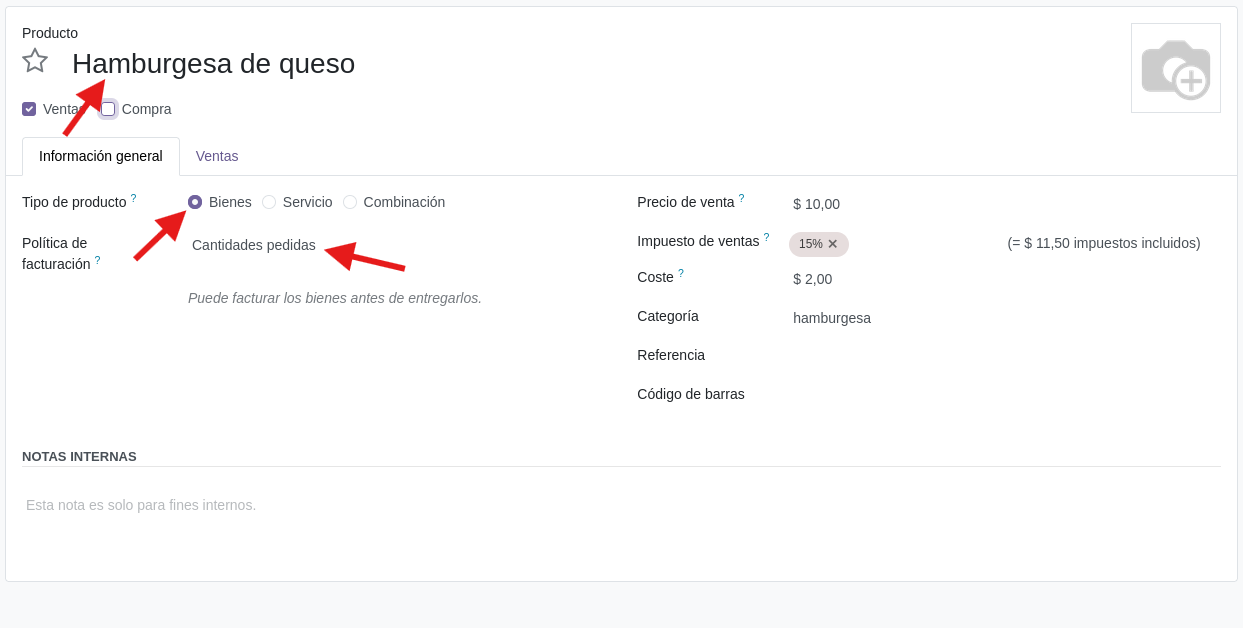 Producto
Hamburgesa de queso
Ventas Compra
Información general Ventas
Tipo de producto ? Bienes Servicio Combinación
Política de facturación ? Cantidades pedidas
Puede facturar los bienes antes de entregarlos.
Precio de venta ? $ 10,00
Impuesto de ventas ? 15% × (= $ 11,50 impuestos incluidos)
Coste ? $ 2,00
Categoría hamburgesa
Referencia
Código de barras
NOTAS INTERNAS
Esta nota es solo para fines internos.